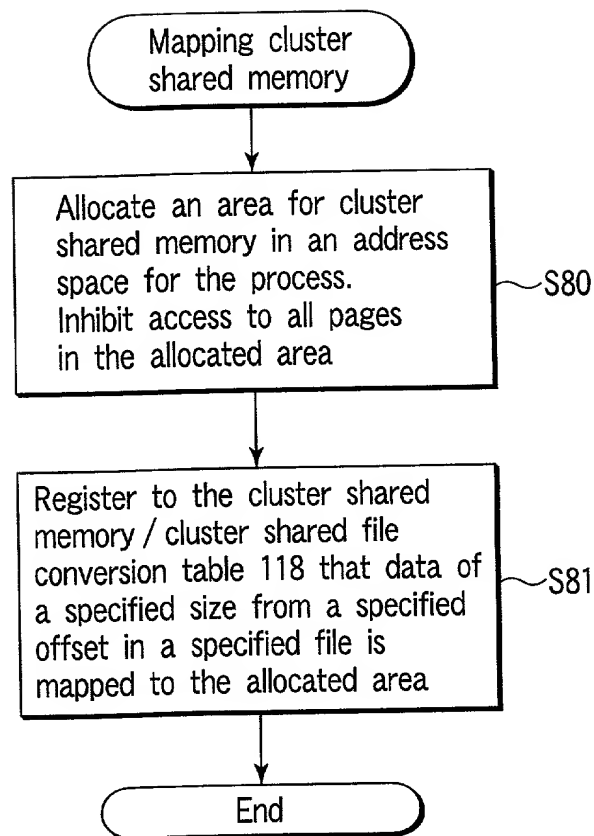 Mapping cluster
shared memory
Allocate an area for cluster
shared memory in an address
space for the process.
Inhibit access to all pages
in the allocated area
S80
Register to the cluster shared
memory / cluster shared file
conversion table 118 that data of
a specified size from a specified
offset in a specified file is
mapped to the allocated area
S81
End